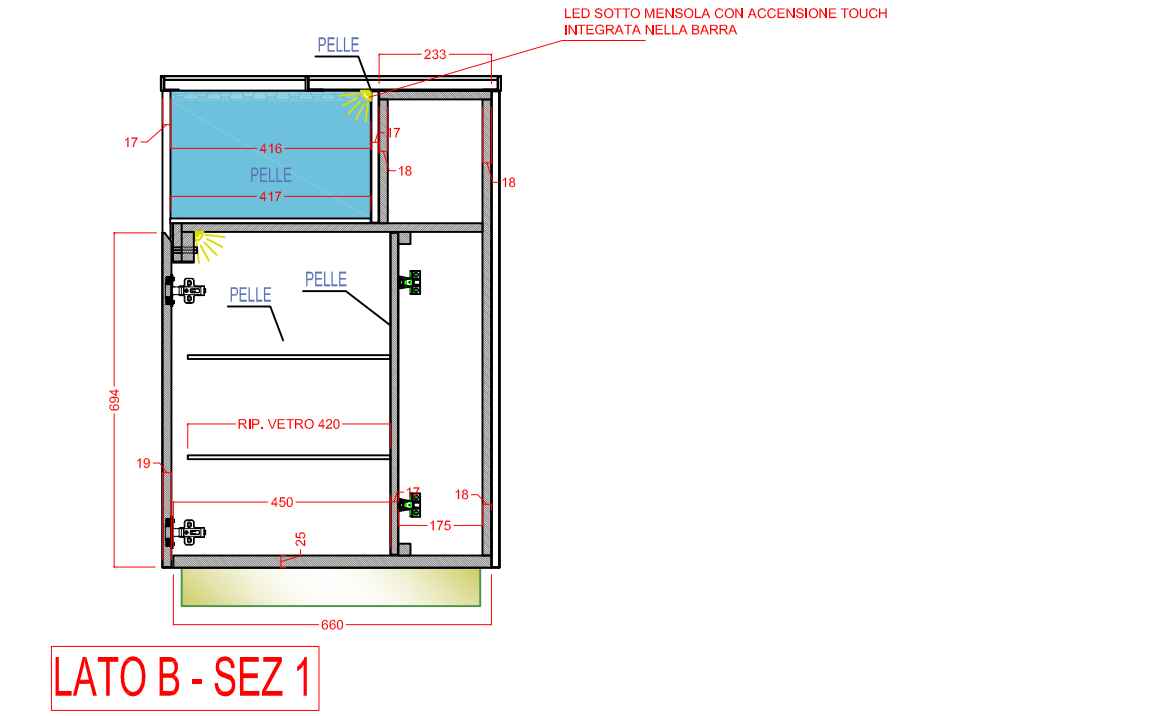 LED SOTTO MENSOLA CON ACCENSIONE TOUCH
INTEGRATA NELLA BARRA
PELLE
233
17
17
416
18
PELLE
18
417
PELLE
PELLE
694
RIP. VETRO 420
19
17
18
450
175
25
660
LATO B - SEZ 1